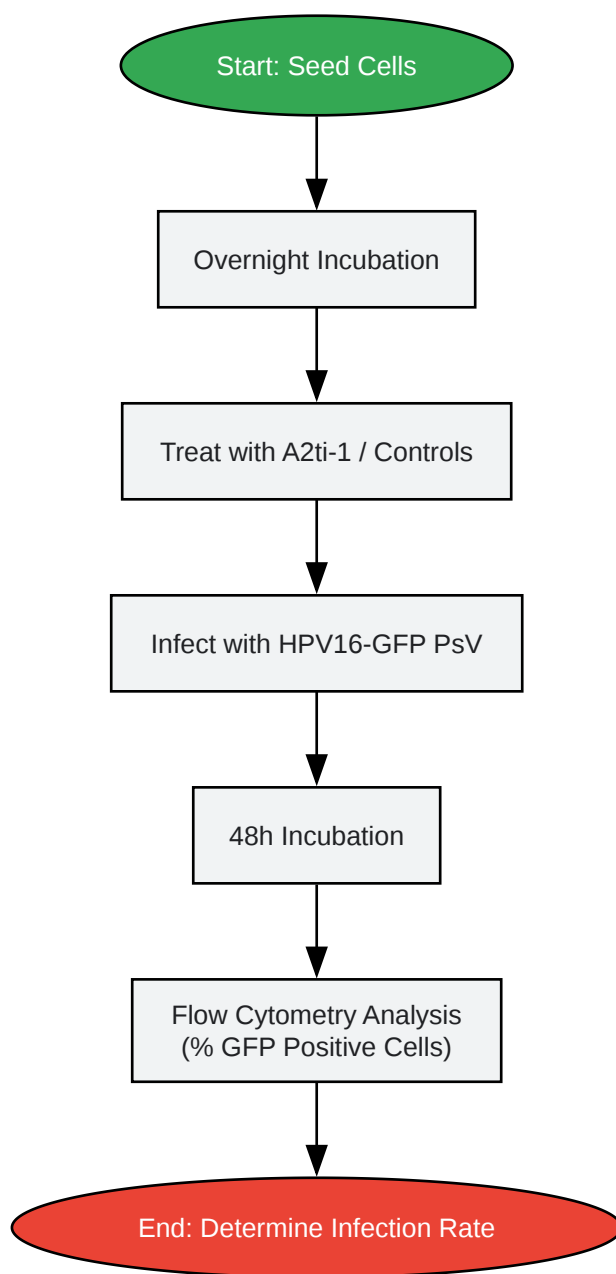 Start: Seed Cells
Overnight Incubation
Treat with A2ti-1 / Controls
Infect with HPV16-GFP PsV
48h Incubation
Flow Cytometry Analysis
(% GFP Positive Cells)
End: Determine Infection Rate